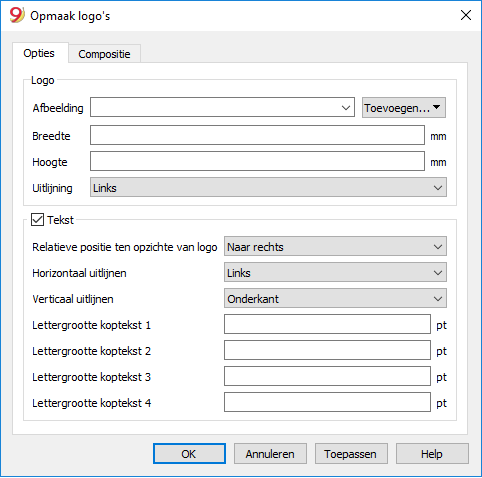 9 Opmaak logo's
Opties Compositie
Logo
Afbeelding Toevoegen...
Breedte mm
Hoogte mm
Uitlijning Links
Tekst
Relatieve positie ten opzichte van logo Naar rechts
Horizontaal uitlijnen Links
Verticaal uitlijnen Onderkant
Lettergrootte koptekst 1 pt
Lettergrootte koptekst 2 pt
Lettergrootte koptekst 3 pt
Lettergrootte koptekst 4 pt
OK Annuleren Toepassen Help